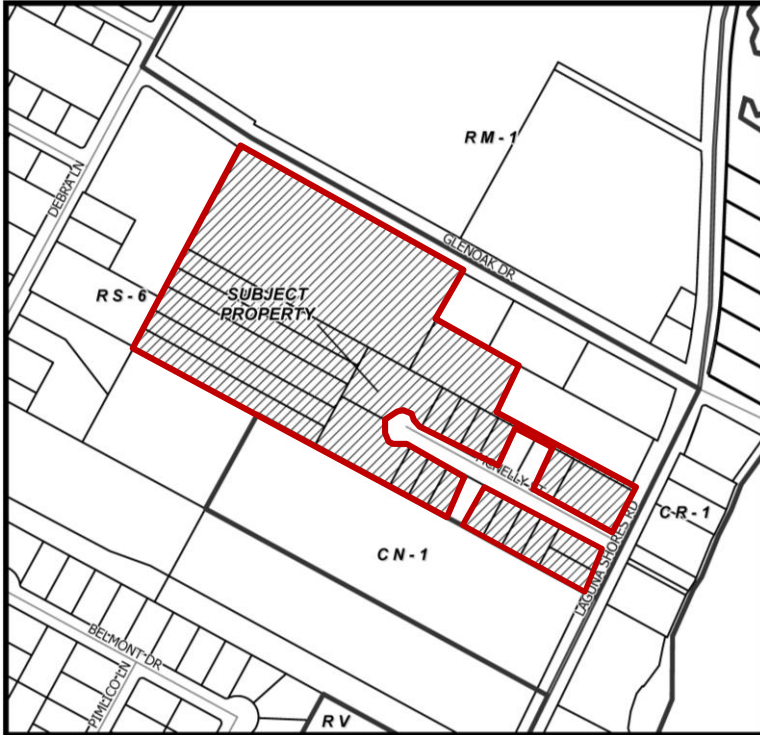 RM-1
DEBRA LN
GLENOAK DR
RS-6
SUBJECT
PROPERTY
CR-1
LAGUNA SHORES RD
CN-1
BELMONT DR
PIMLICO LN
RV